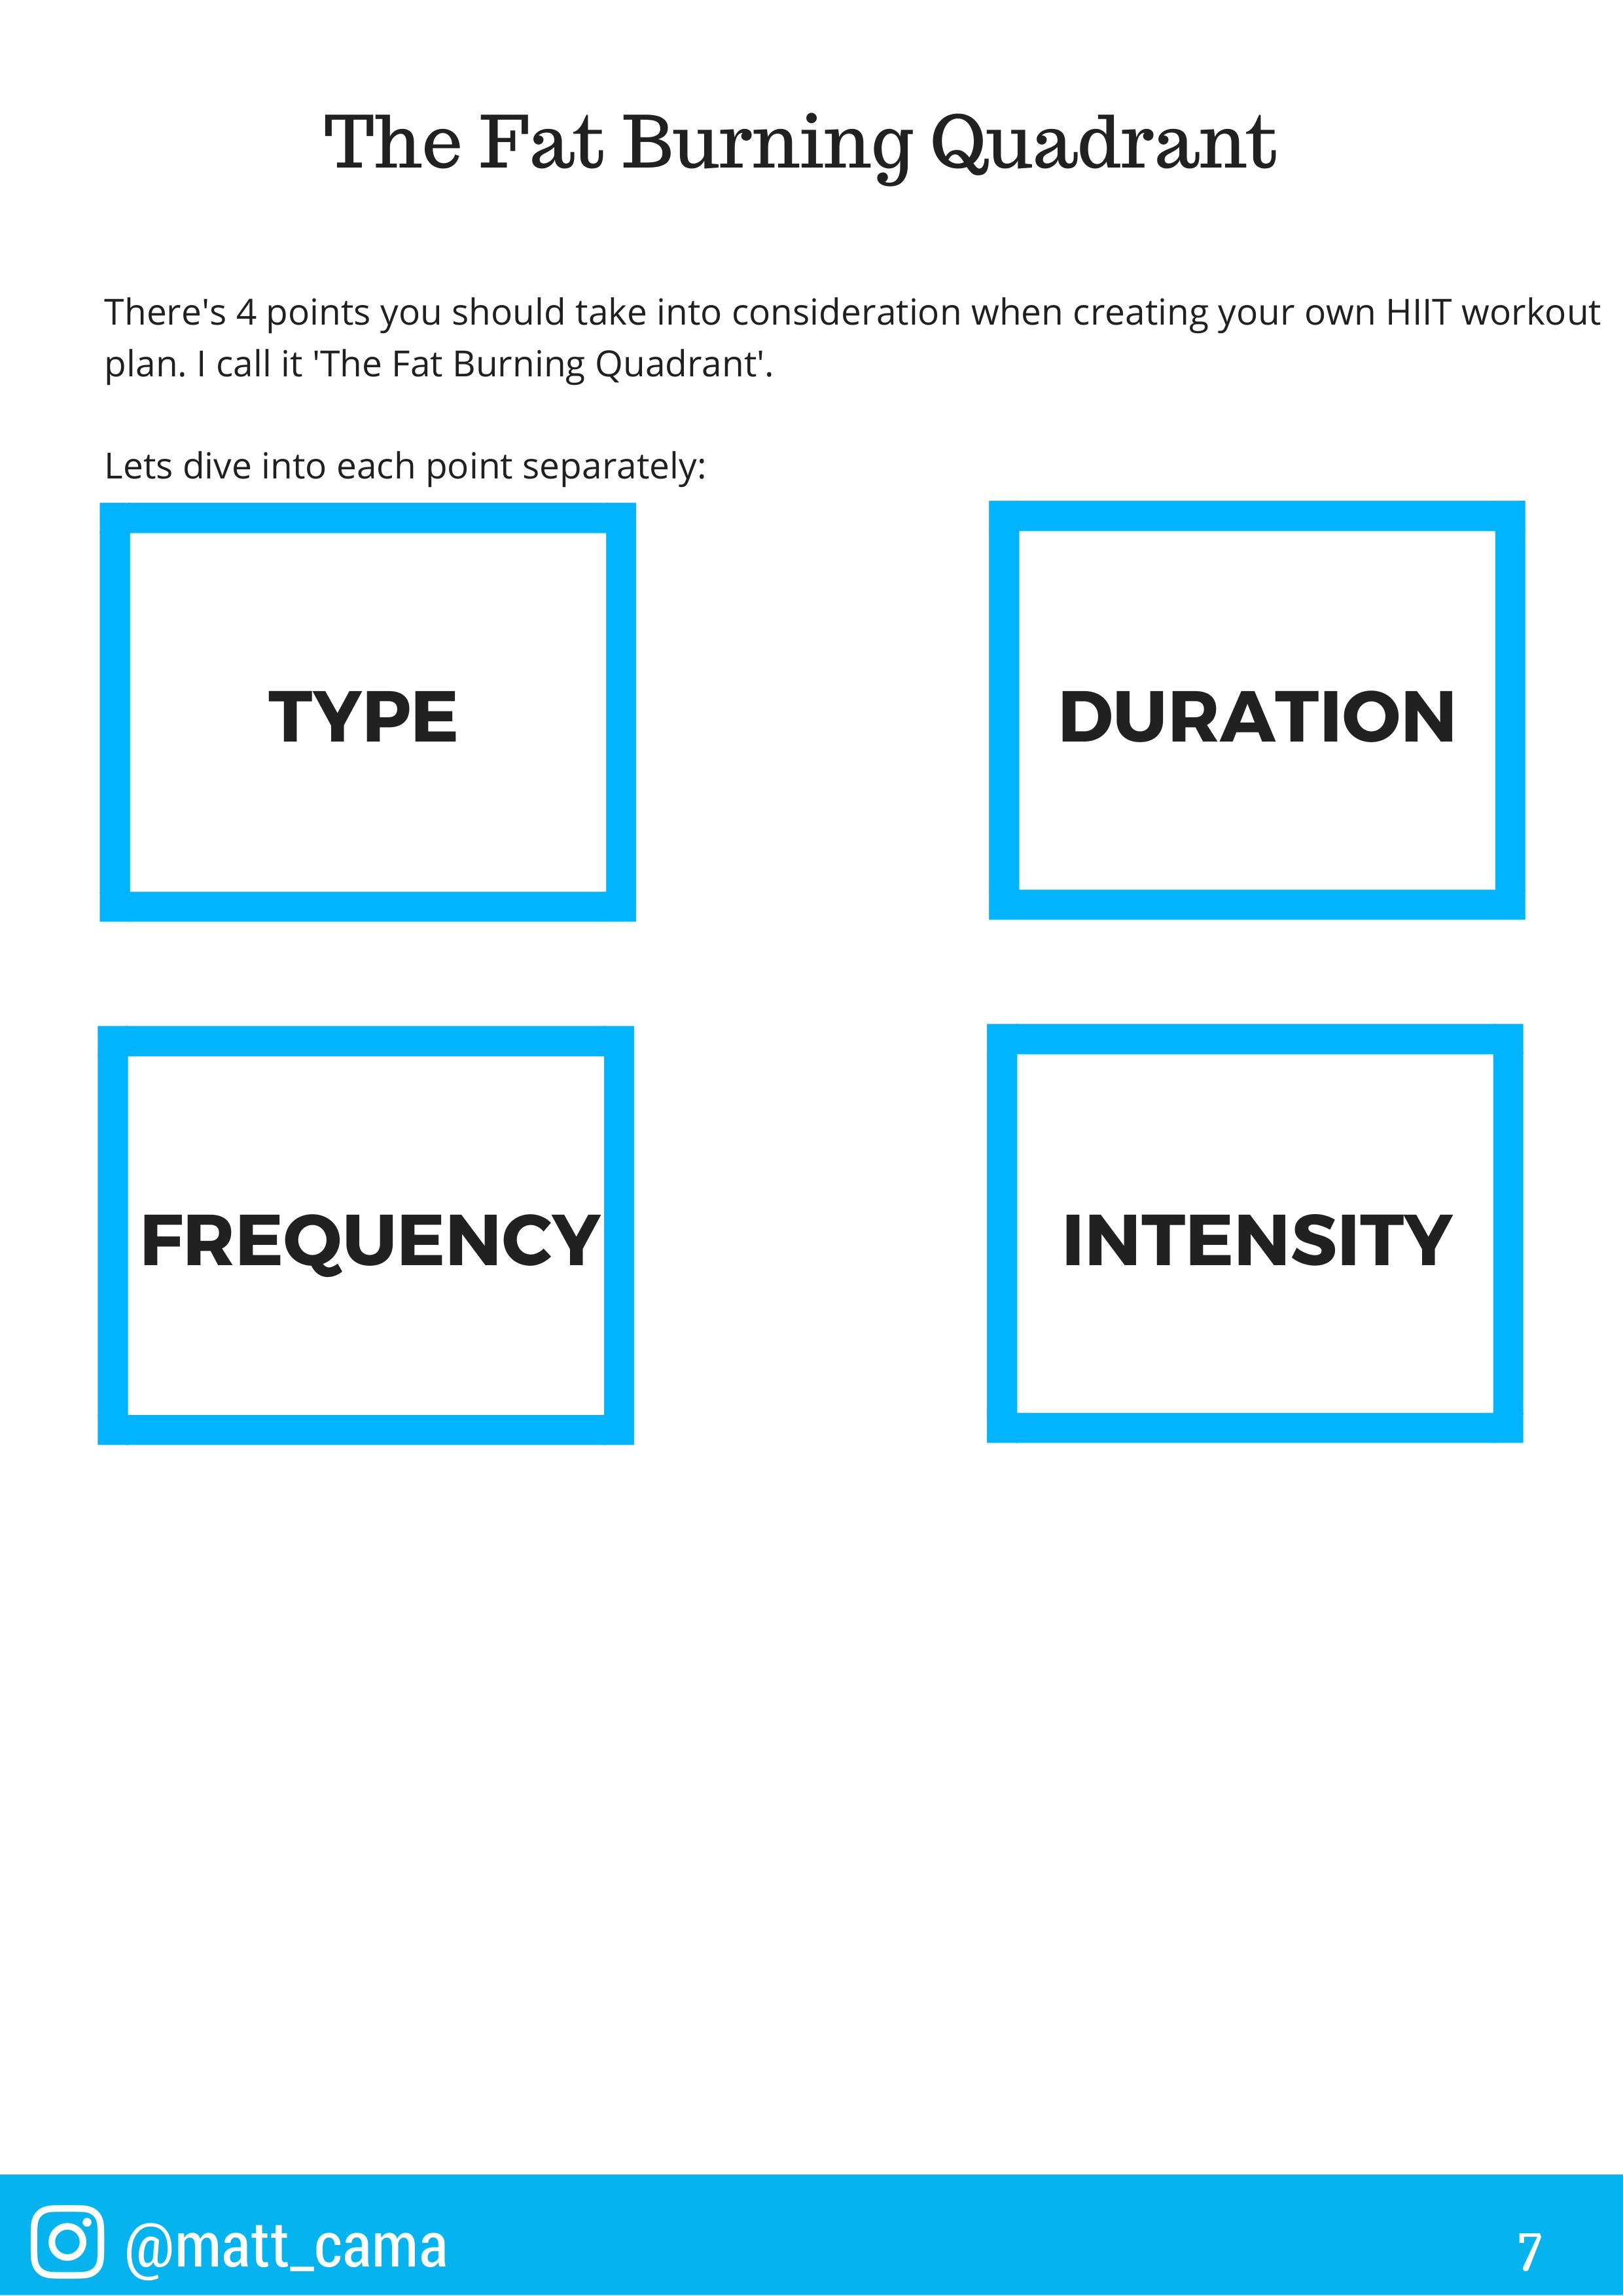 The Fat Burning Quadrant
There's 4 points you should take into consideration when creating your own HIIT workout
plan. I call it 'The Fat Burning Quadrant'.
Lets dive into each point separately:
TYPE
DURATION
FREQUENCY
INTENSITY
@matt_cama
7